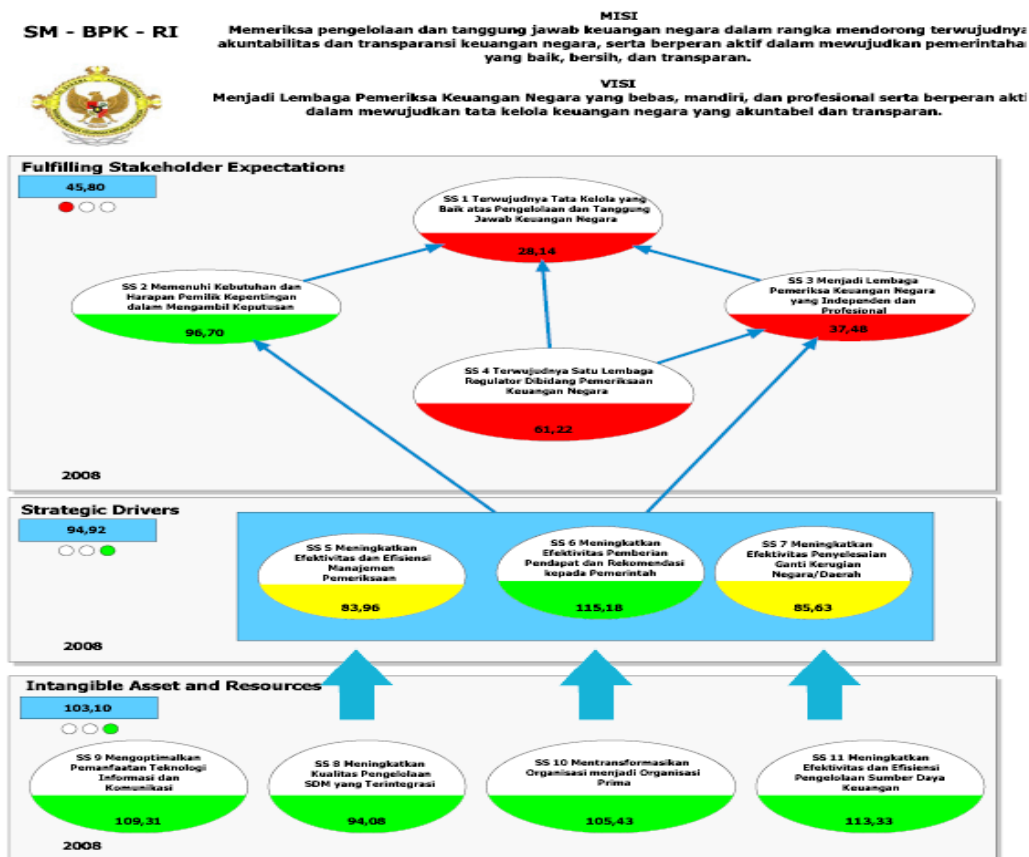 SM - BPK - RI
MISI
Memeriksa pengelolaan dan tanggung jawab keuangan negara dalam rangka mendorong terwujudnya
akuntabilitas dan transparansi keuangan negara, serta berperan aktif dalam mewujudkan pemerintaha
yang baik, bersih, dan transparan.
VISI
Menjadi Lembaga Pemeriksa Keuangan Negara yang bebas, mandiri, dan profesional serta berperan akti
dalam mewujudkan tata kelola keuangan negara yang akuntabel dan transparan.
Fulfilling Stakeholder Expectations
45,80
SS 1 Terwujudnya Tata Kelola yang
Baik atas Pengelolaan dan Tanggung
Jawab Keuangan Negara
28,14
SS 2 Memenuhi Kebutuhan dan
Harapan Pemilik Kepentingan
dalam Mengambil Keputusan
96,70
SS 3 Menjadi Lembaga
Pemeriksa Keuangan Negara
yang Independen dan
Profesional
37,48
SS 4 Terwujudnya Satu Lembaga
Regulator Dibidang Pemeriksaan
Keuangan Negara
61,22
2008
Strategic Drivers
94,92
SS 5 Meningkatkan
Efektivitas dan Efisiensi
Manajemen
Pemeriksaan
83,96
SS 6 Meningkatkan
Efektivitas Pemberian
Pendapat dan Rekomendasi
kepada Pemerintah
115,18
SS 7 Meningkatkan
Efektivitas Penyelesaian
Ganti Kerugian
Negara/Daerah
85,63
2008
Intangible Asset and Resources
103,10
SS 9 Mengoptimalkan
Pemanfaatan Teknologi
Informasi dan
Komunikasi
109,31
SS 8 Meningkatkan
Kualitas Pengelolaan
SDM yang Terintegrasi
94,08
SS 10 Mentransformasikan
Organisasi menjadi Organisasi
Prima
105,43
SS 11 Meningkatkan
Efektivitas dan Efisiensi
Pengelolaan Sumber Daya
Keuangan
113,33
2008